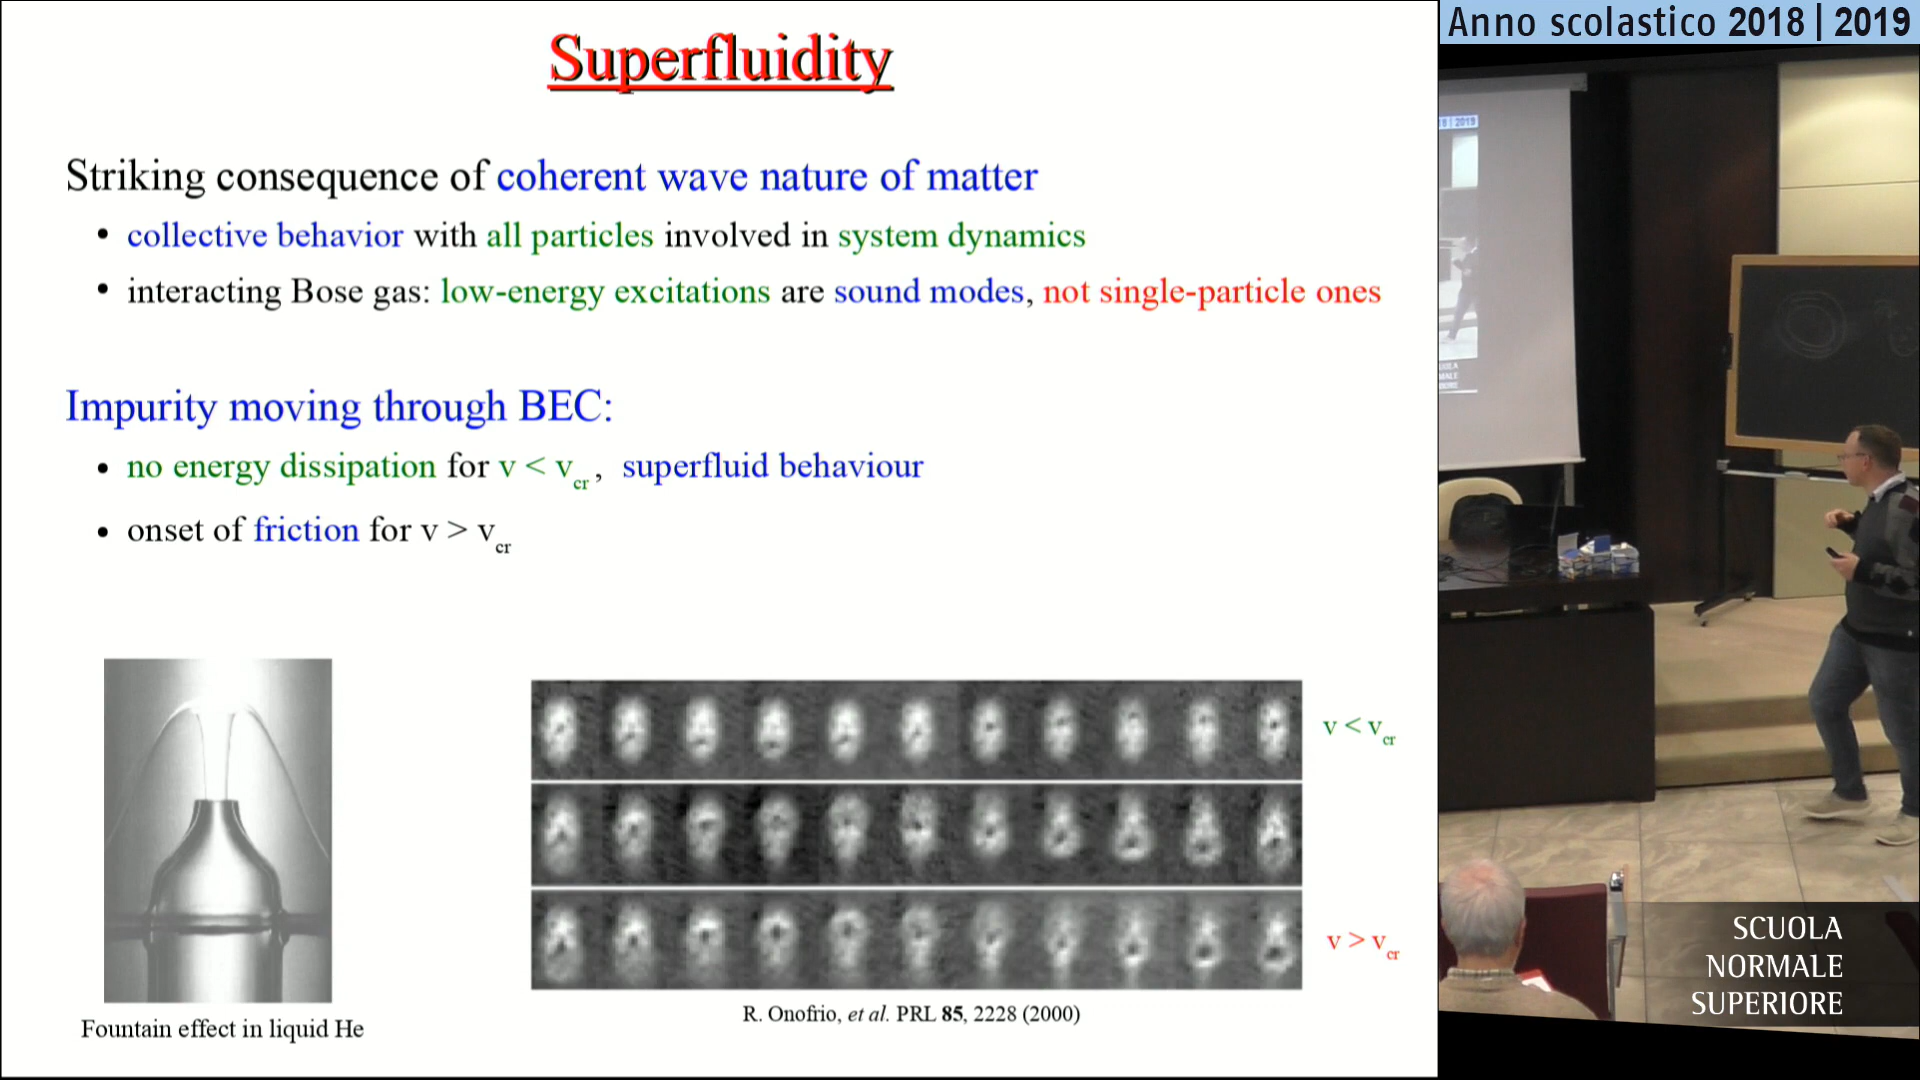 Superfluidity
Anno scolastico 2018 | 2019
Striking consequence of coherent wave nature of matter
• collective behavior with all particles involved in system dynamics
• interacting Bose gas: low-energy excitations are sound modes, not single-particle ones
Impurity moving through BEC:
• no energy dissipation for v < vcr, superfluid behaviour
• onset of friction for v > vcr
v < vcr
v > vcr
R. Onofrio, et al. PRL 85, 2228 (2000)
Fountain effect in liquid He
SCUOLA
NORMALE
SUPERIORE